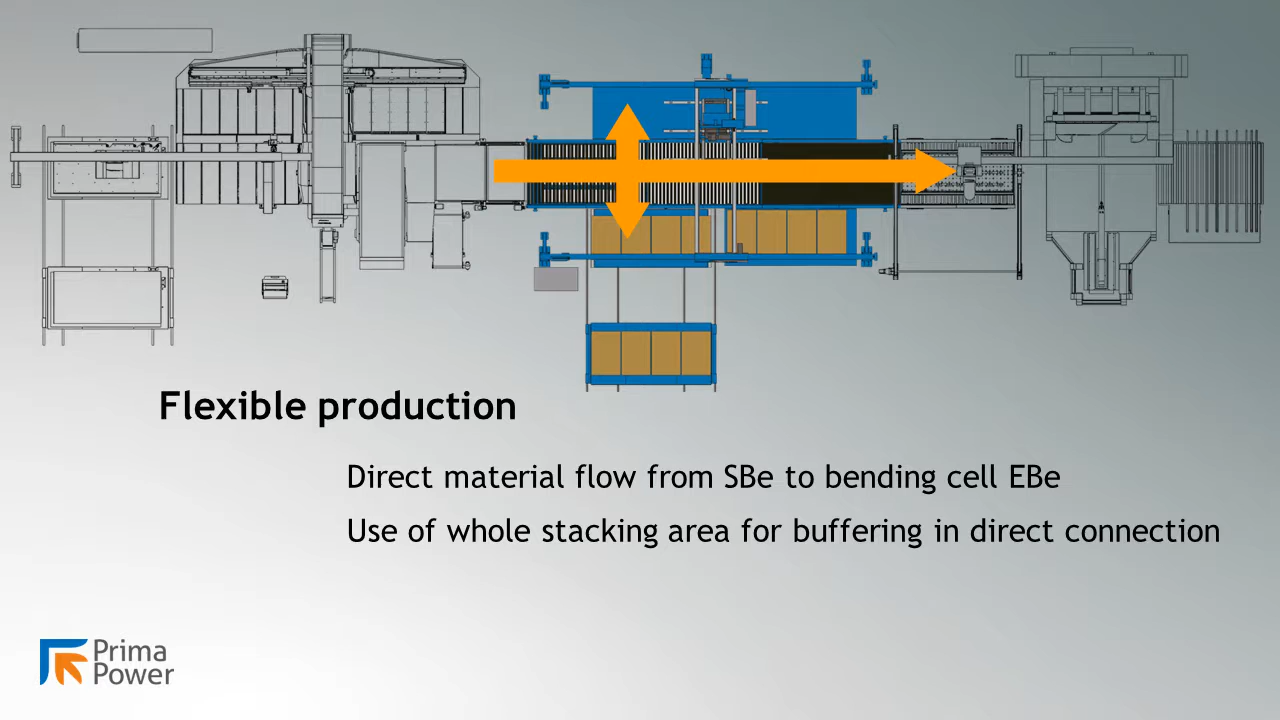 Flexible production
Direct material flow from SBe to bending cell EBe
Use of whole stacking area for buffering in direct connection
Prima
Power